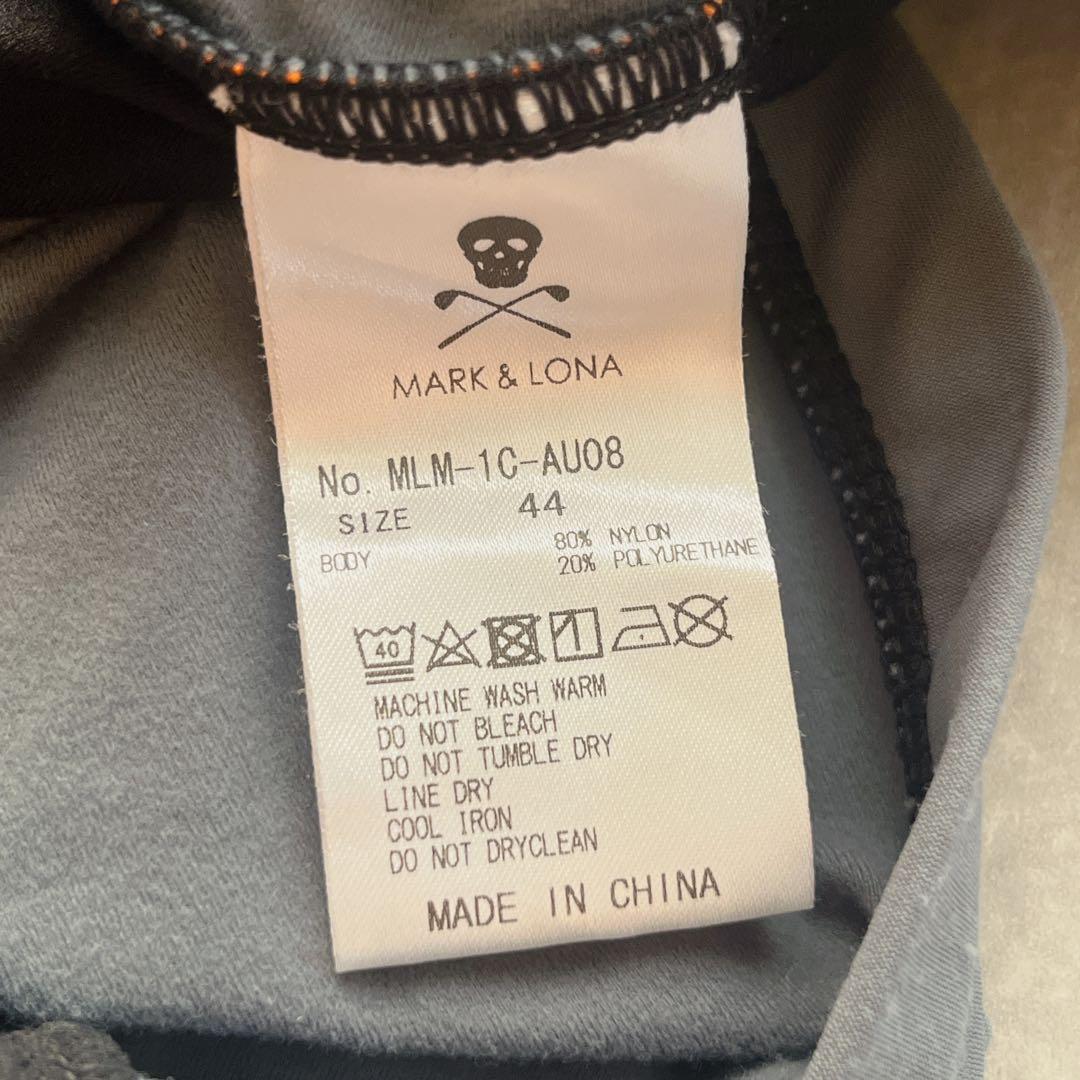 MARK & LONA
No. MLM-1C-AU08
SIZE 44
BODY 80% NYLON
20% POLYURETHANE
40
MACHINE WASH WARM
DO NOT BLEACH
DO NOT TUMBLE DRY
LINE DRY
COOL IRON
DO NOT DRYCLEAN
MADE IN CHINA